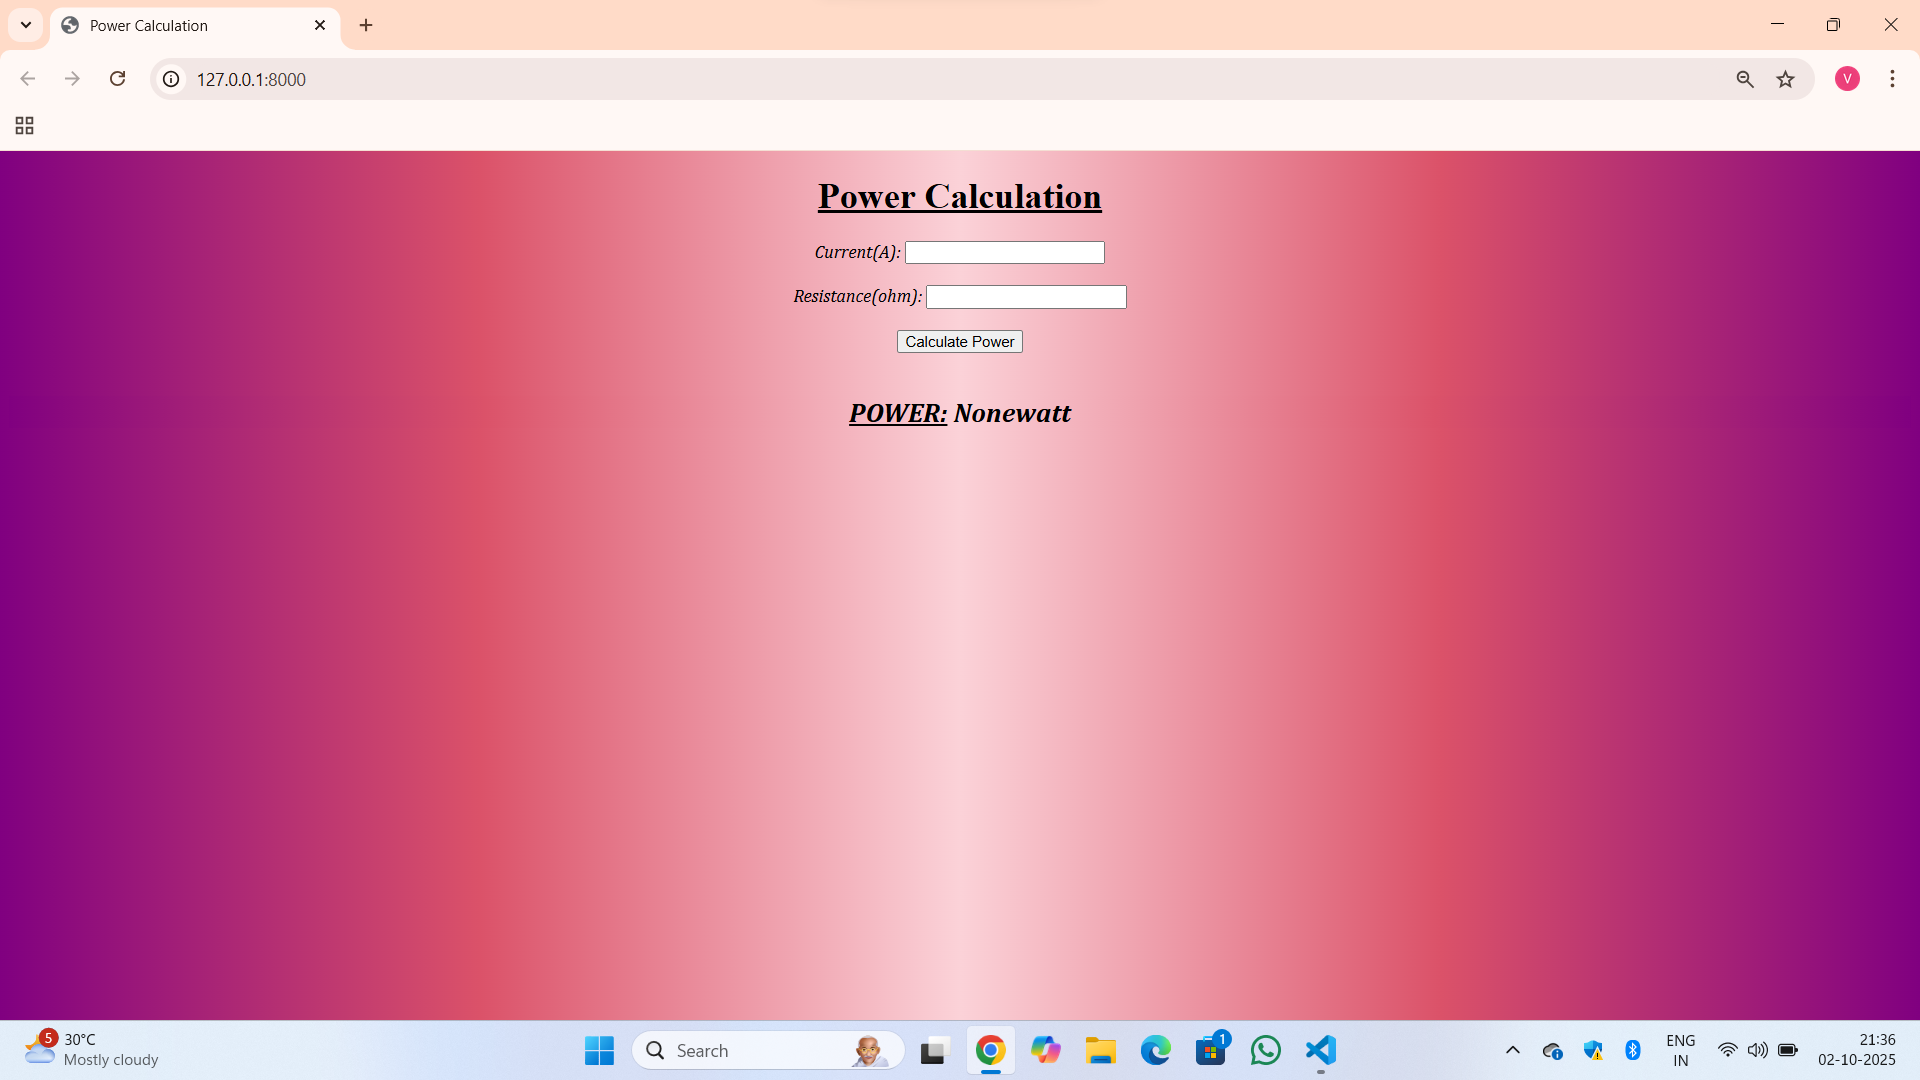 Power Calculation
127.0.0.1:8000
V
Power Calculation
Current(A):
Resistance(ohm):
Calculate Power
POWER: Nonewatt
5
30°C
Mostly cloudy
Search
1
ENG
IN
21:36
02-10-2025